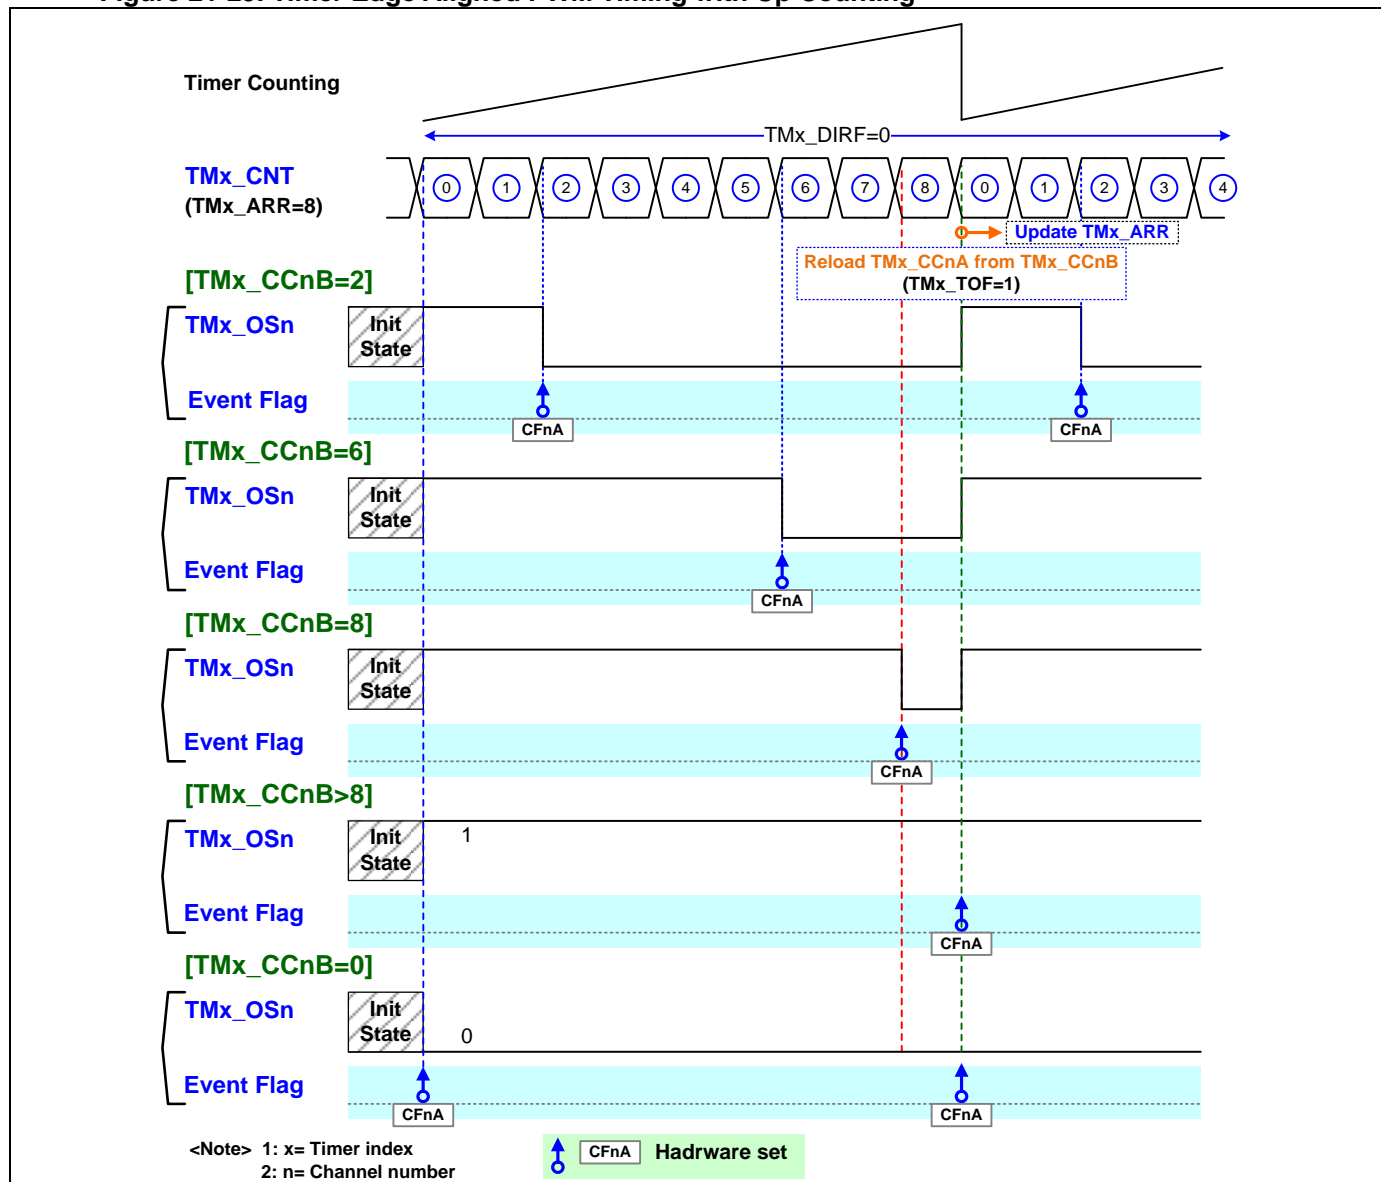 Timer Counting
TMx_DIRF=0
TMx_CNT
(TMx_ARR=8)
0 1 2 3 4 5 6 7 8 0 1 2 3 4
Update TMx_ARR
Reload TMx_CCnA from TMx_CCnB
(TMx_TOF=1)
[TMx_CCnB=2]
TMx_OSn
Init
State
Event Flag
CFnA
CFnA
[TMx_CCnB=6]
TMx_OSn
Init
State
Event Flag
CFnA
[TMx_CCnB=8]
TMx_OSn
Init
State
Event Flag
CFnA
[TMx_CCnB>8]
TMx_OSn
Init
State
1
Event Flag
CFnA
[TMx_CCnB=0]
TMx_OSn
Init
State
0
Event Flag
CFnA
CFnA
<Note> 1: x= Timer index
2: n= Channel number
CFnA Hadrware set